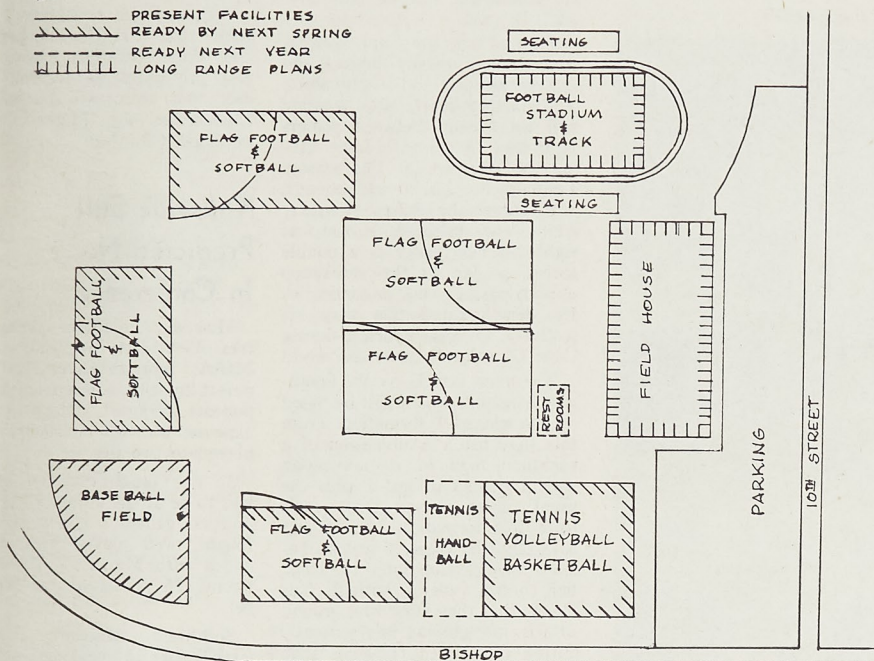 PRESENT FACILITIES
READY BY NEXT SPRING
READY NEXT YEAR
LONG RANGE PLANS
SEATING
FOOTBALL
STADIUM
&
TRACK
SEATING
FLAG FOOTBALL
&
SOFTBALL
FLAG FOOTBALL
&
SOFTBALL
FLAG FOOTBALL
&
SOFTBALL
FLAG FOOTBALL
&
SOFTBALL
FIELD HOUSE
REST
ROOMS
BASEBALL
FIELD
FLAG FOOTBALL
&
SOFTBALL
TENNIS
HAND-
BALL
TENNIS
VOLLEYBALL
BASKETBALL
PARKING
10TH STREET
BISHOP